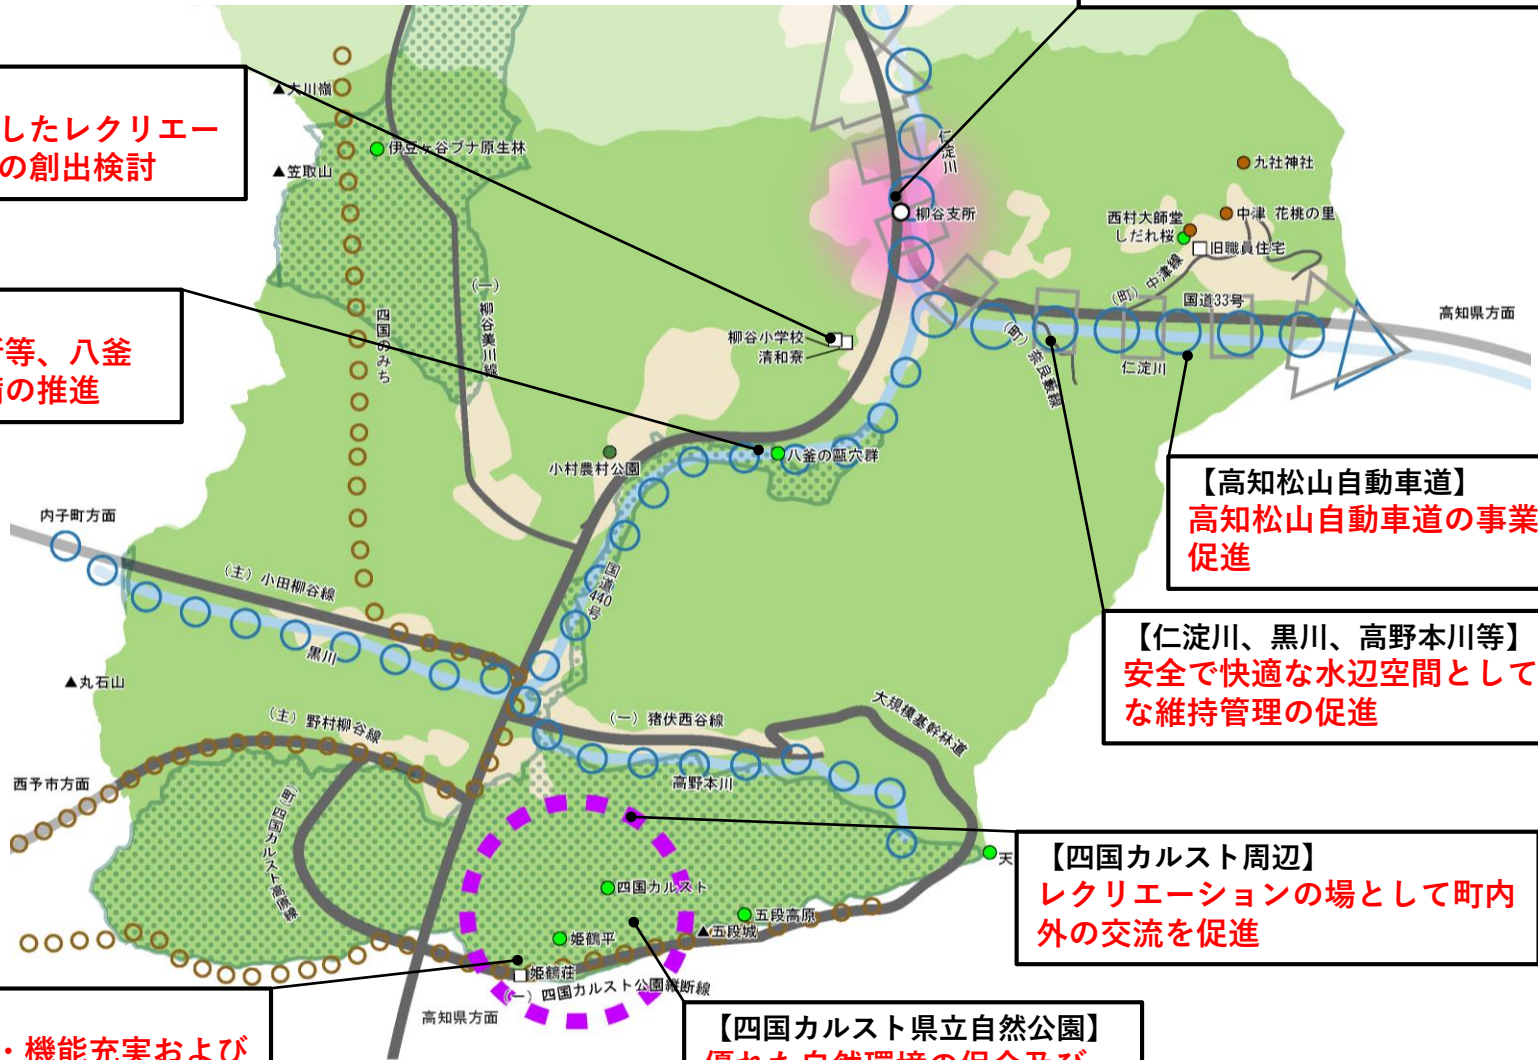 したレクリエー
の創出検討
▲大川嶺
伊豆ヶ谷ブナ原生林
▲笠取山
仁淀川
柳谷支所
九社神社
中津 花桃の里
西村大師堂
しだれ桜
旧職員住宅
(町) 中津線
国道33号
高知県方面
(一) 柳谷美川線
四国のみち
等、八釜
の推進
柳谷小学校
清和寮
(町) 奈良藪線
仁淀川
小村農村公園
八釜の甌穴群
【高知松山自動車道】
高知松山自動車道の事業
促進
内子町方面
(主) 小田柳谷線
国道440号
黒川
【仁淀川、黒川、高野本川等】
安全で快適な水辺空間として
な維持管理の促進
▲丸石山
(主) 野村柳谷線
(一) 猪伏西谷線
大規模基幹林道
西予市方面
高野本川
(町) 四国カルスト高原線
【四国カルスト周辺】
レクリエーションの場として町内
外の交流を促進
天
四国カルスト
五段高原
▲五段城
姫鶴平
姫鶴荘
(一) 四国カルスト公園縦断線
高知県方面
・機能充実および
【四国カルスト県立自然公園】
優れた自然環境の保全及び